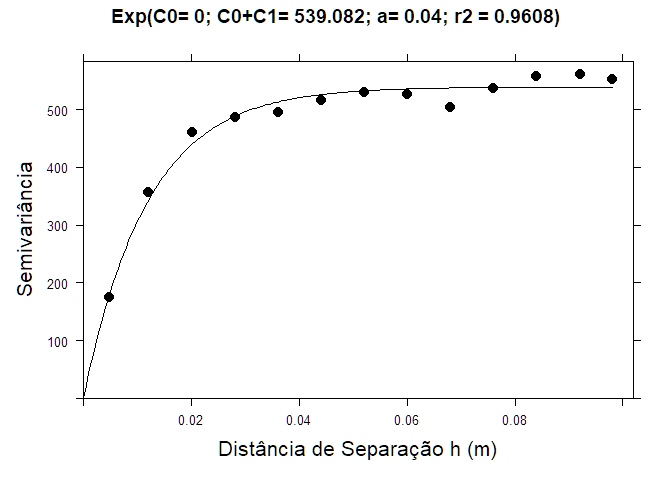 Exp(C0= 0; C0+C1= 539.082; a= 0.04; r2 = 0.9608)
500
400
300
200
100
Semivariância
0.02 0.04 0.06 0.08
Distância de Separação h (m)